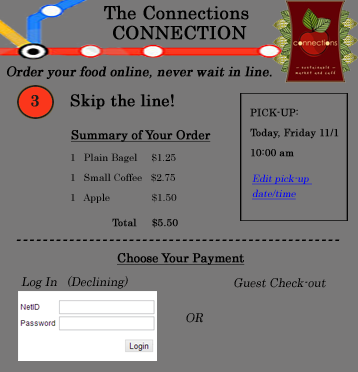 The Connections
CONNECTION
connections
sustainable
market and cafe
Order your food online, never wait in line.
3 Skip the line!
Summary of Your Order
1 Plain Bagel $1.25
1 Small Coffee $2.75
1 Apple $1.50
Total $5.50
PICK-UP:
Today, Friday 11/1
10:00 am
Edit pick-up
date/time
Choose Your Payment
Log In (Declining)
NetID
Password
Login
OR
Guest Check-out